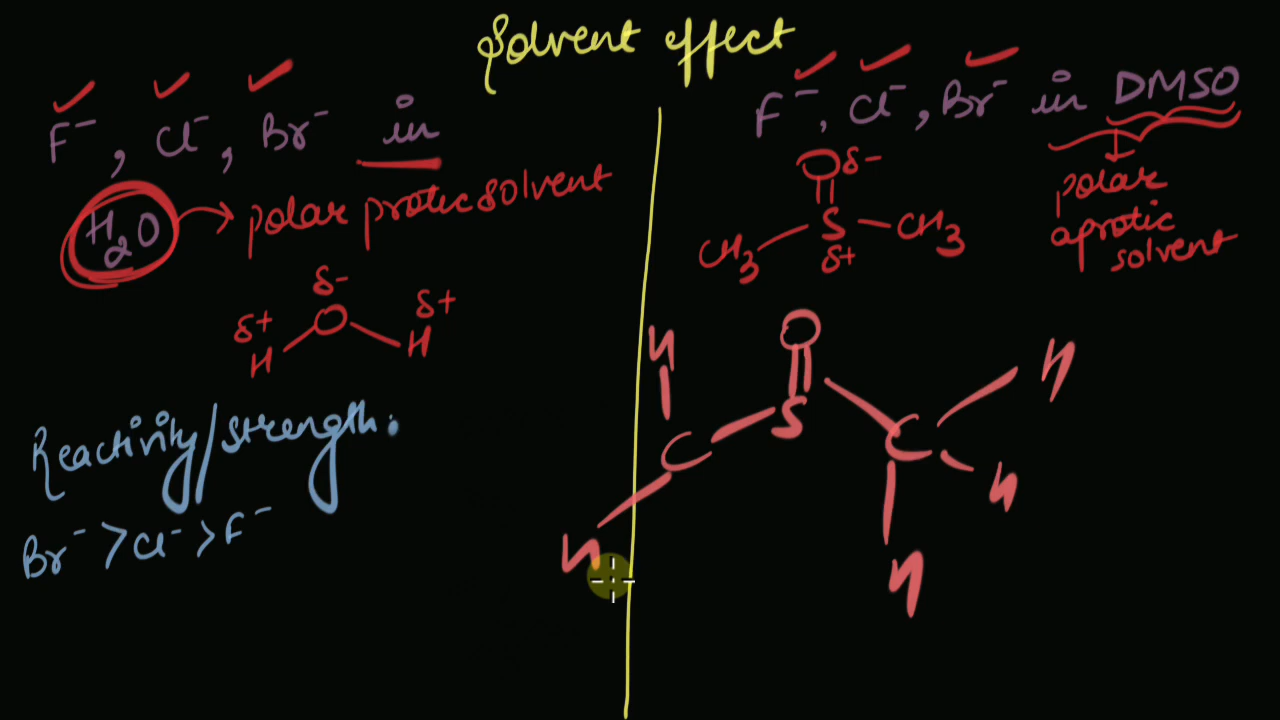 Solvent effect
F⁻, Cl⁻, Br⁻ in
H₂O → polar protic solvent
δ-
δ+ δ+
H O H
Reactivity/strength:
Br⁻ > Cl⁻ > F⁻
F⁻, Cl⁻, Br⁻ in DMSO
polar
aprotic
solvent
O δ-
CH₃ S CH₃
δ+
H O H
S
C C
H H
H